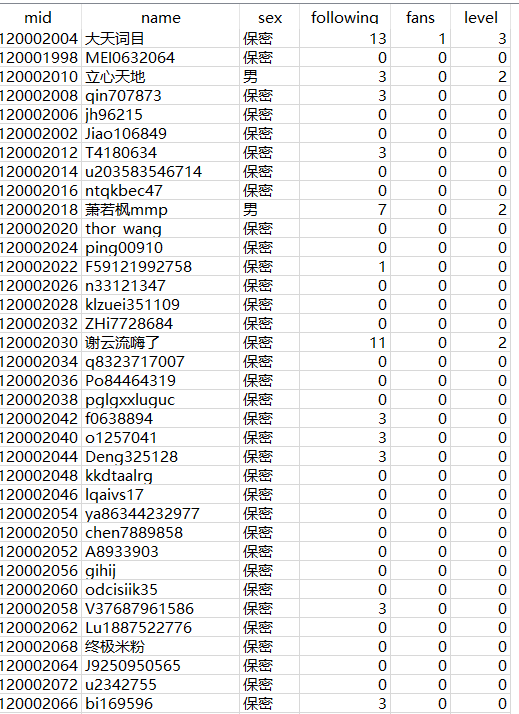 mid name sex following fans level
120002004 大天词目 保密 13 1 3
120001998 MEI0632064 保密 0 0 0
120002010 立心天地 男 3 0 2
120002008 qin707873 保密 3 0 0
120002006 jh96215 保密 0 0 0
120002002 Jiao106849 保密 0 0 0
120002012 T4180634 保密 3 0 0
120002014 u203583546714 保密 0 0 0
120002016 ntqkbec47 保密 0 0 0
120002018 萧若枫mmp 男 7 0 2
120002020 thor_wang 保密 0 0 0
120002024 ping00910 保密 0 0 0
120002022 F59121992758 保密 1 0 0
120002026 n33121347 保密 0 0 0
120002028 klzuei351109 保密 0 0 0
120002032 ZHi7728684 保密 0 0 0
120002030 谢云流嗨了 保密 11 0 2
120002034 q8323717007 保密 0 0 0
120002036 Po84464319 保密 0 0 0
120002038 pglgxxluguc 保密 0 0 0
120002042 f0638894 保密 3 0 0
120002040 o1257041 保密 3 0 0
120002044 Deng325128 保密 3 0 0
120002048 kkdtaalrg 保密 0 0 0
120002046 lqaivs17 保密 0 0 0
120002054 ya86344232977 保密 0 0 0
120002050 chen7889858 保密 0 0 0
120002052 A8933903 保密 0 0 0
120002056 gihij 保密 0 0 0
120002060 odcisiik35 保密 0 0 0
120002058 V37687961586 保密 3 0 0
120002062 Lu1887522776 保密 0 0 0
120002068 终极米粉 保密 0 0 0
120002064 J9250950565 保密 0 0 0
120002072 u2342755 保密 0 0 0
120002066 bi169596 保密 3 0 0